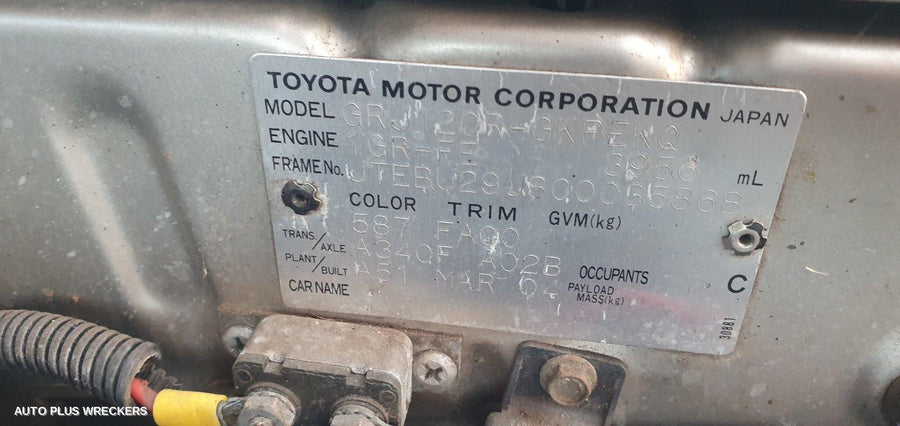 TOYOTA MOTOR CORPORATION JAPAN
MODEL GRJ120R-GKPEKQ
ENGINE 1GR-FE 3956 mL
FRAME No. JTEBU29J600065868
COLOR TRIM GVM(kg)
587 FA00
TRANS/AXLE A340F A02B
PLANT/BUILT A61 MAR 04 OCCUPANTS C
CAR NAME PAYLOAD MASS(kg)
30881
AUTO PLUS WRECKERS